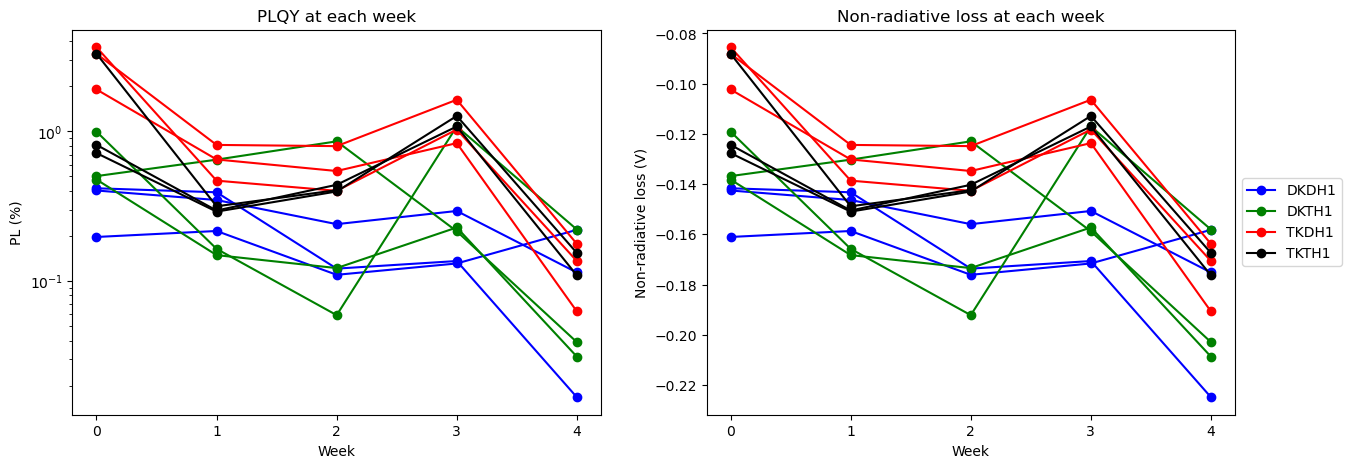 PLQY at each week
PL (%)
10⁰
10⁻¹
0 1 2 3 4
Week
Non-radiative loss at each week
Non-radiative loss (V)
−0.08
−0.10
−0.12
−0.14
−0.16
−0.18
−0.20
−0.22
0 1 2 3 4
Week
DKDH1
DKTH1
TKDH1
TKTH1